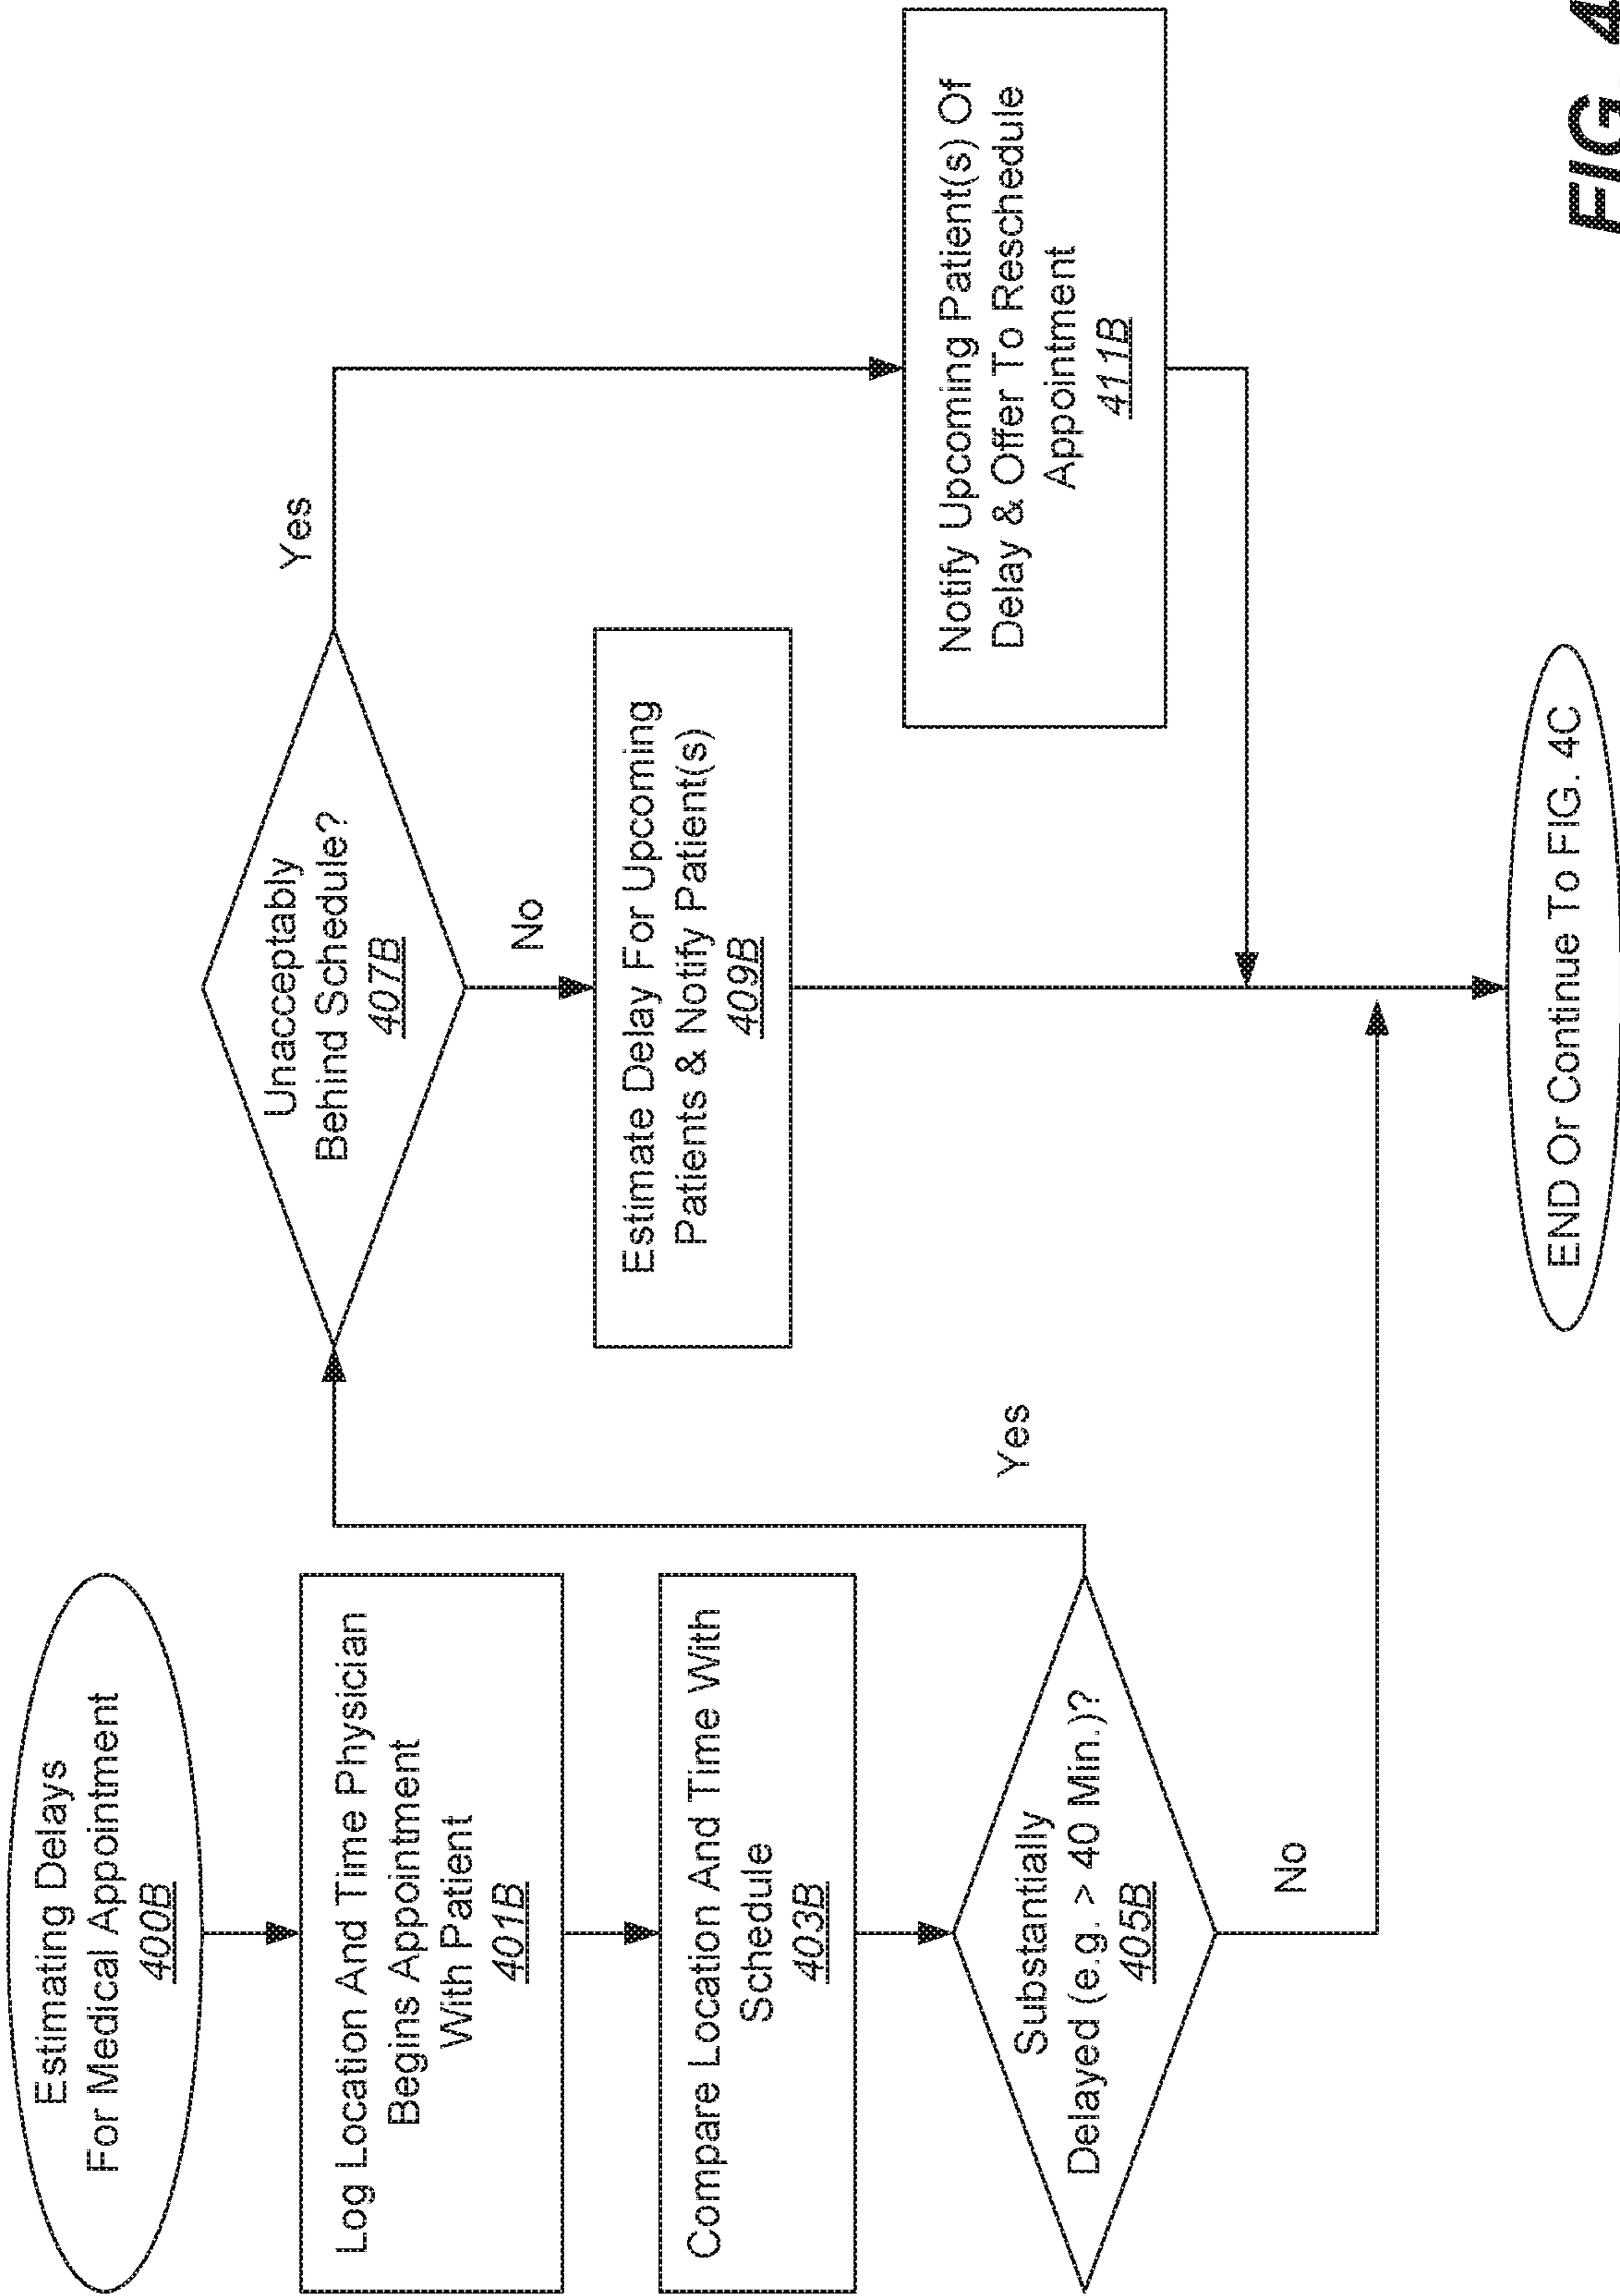 Estimating Delays
For Medical Appointment
400B
Log Location And Time Physician
Begins Appointment
With Patient
401B
Compare Location And Time With
Schedule
403B
Substantially
Delayed (e.g. > 40 Min.)?
405B
Yes
No
Unacceptably
Behind Schedule?
407B
Yes
No
Estimate Delay For Upcoming
Patients & Notify Patient(s)
409B
Notify Upcoming Patient(s) Of
Delay & Offer To Reschedule
Appointment
411B
END Or Continue To FIG. 4C
FIG. 4